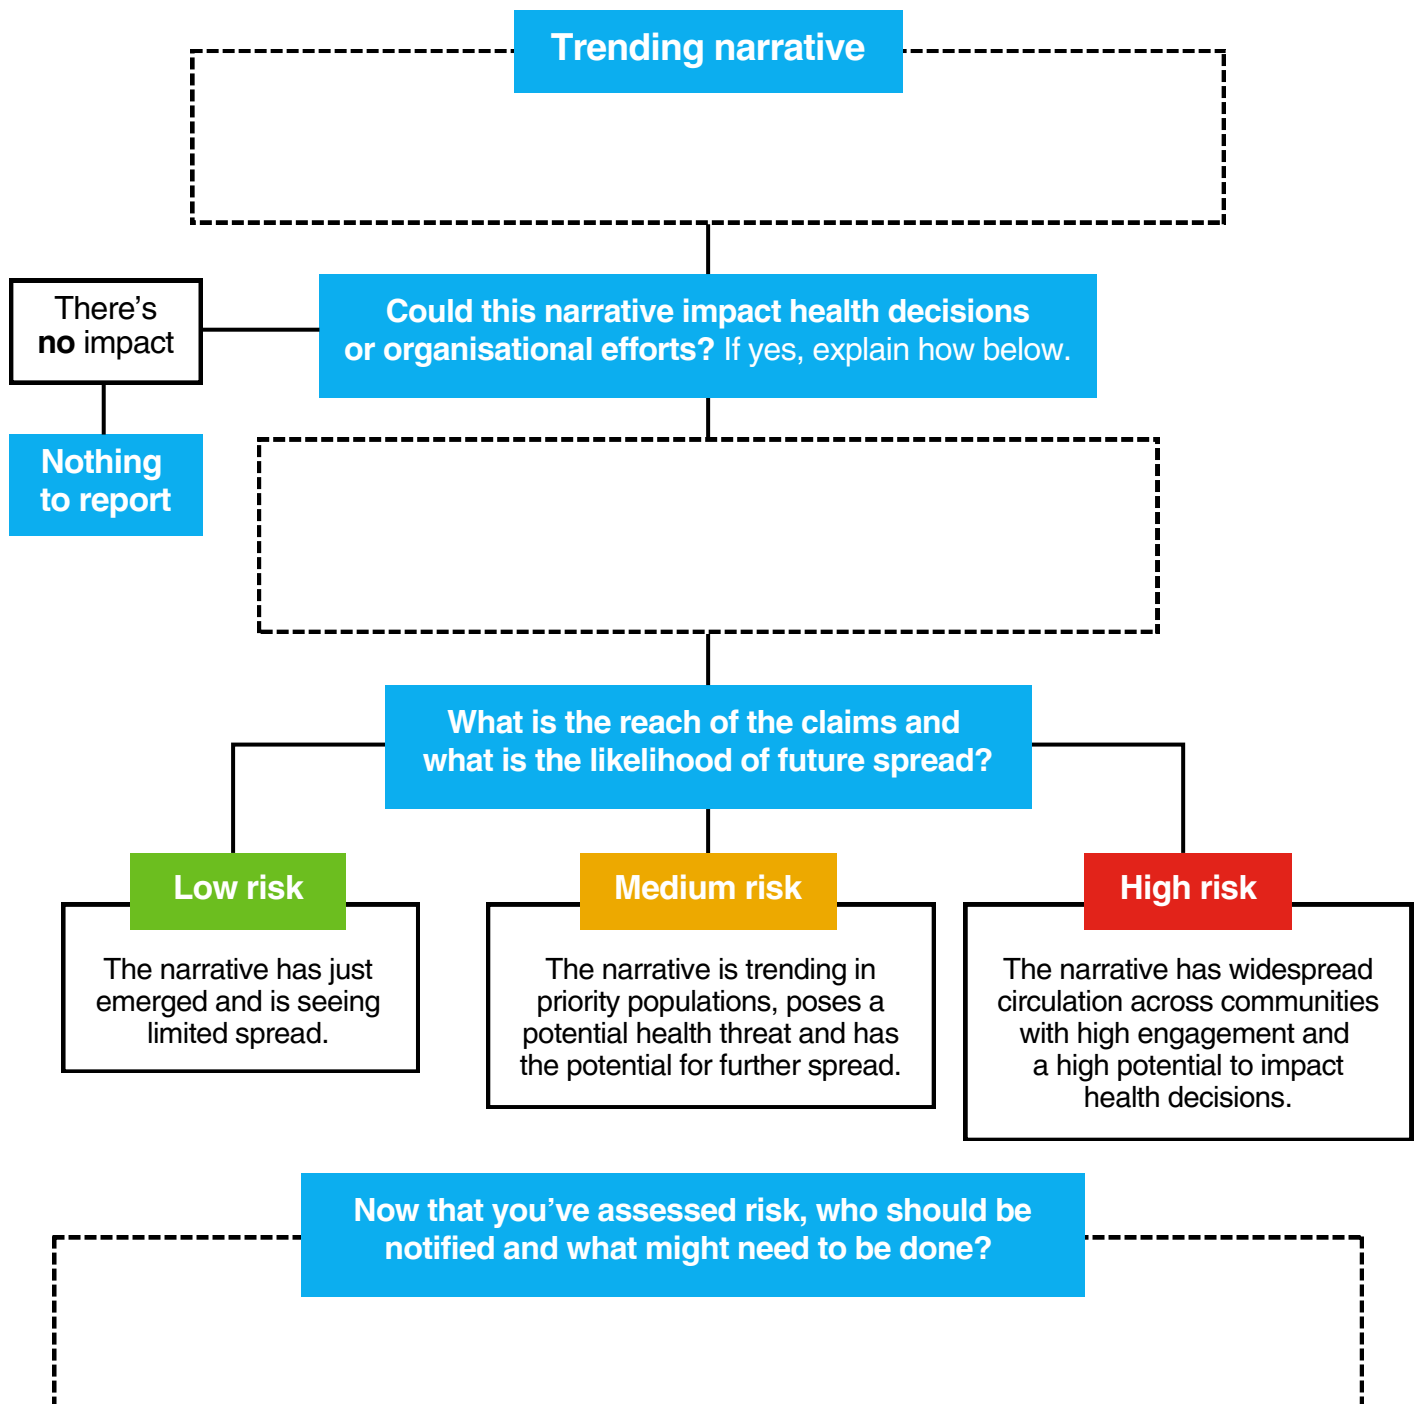 Trending narrative
Could this narrative impact health decisions
or organisational efforts? If yes, explain how below.
There’s
no impact
Nothing
to report
What is the reach of the claims and
what is the likelihood of future spread?
Low risk
The narrative has just
emerged and is seeing
limited spread.
Medium risk
The narrative is trending in
priority populations, poses a
potential health threat and has
the potential for further spread.
High risk
The narrative has widespread
circulation across communities
with high engagement and
a high potential to impact
health decisions.
Now that you’ve assessed risk, who should be
notified and what might need to be done?